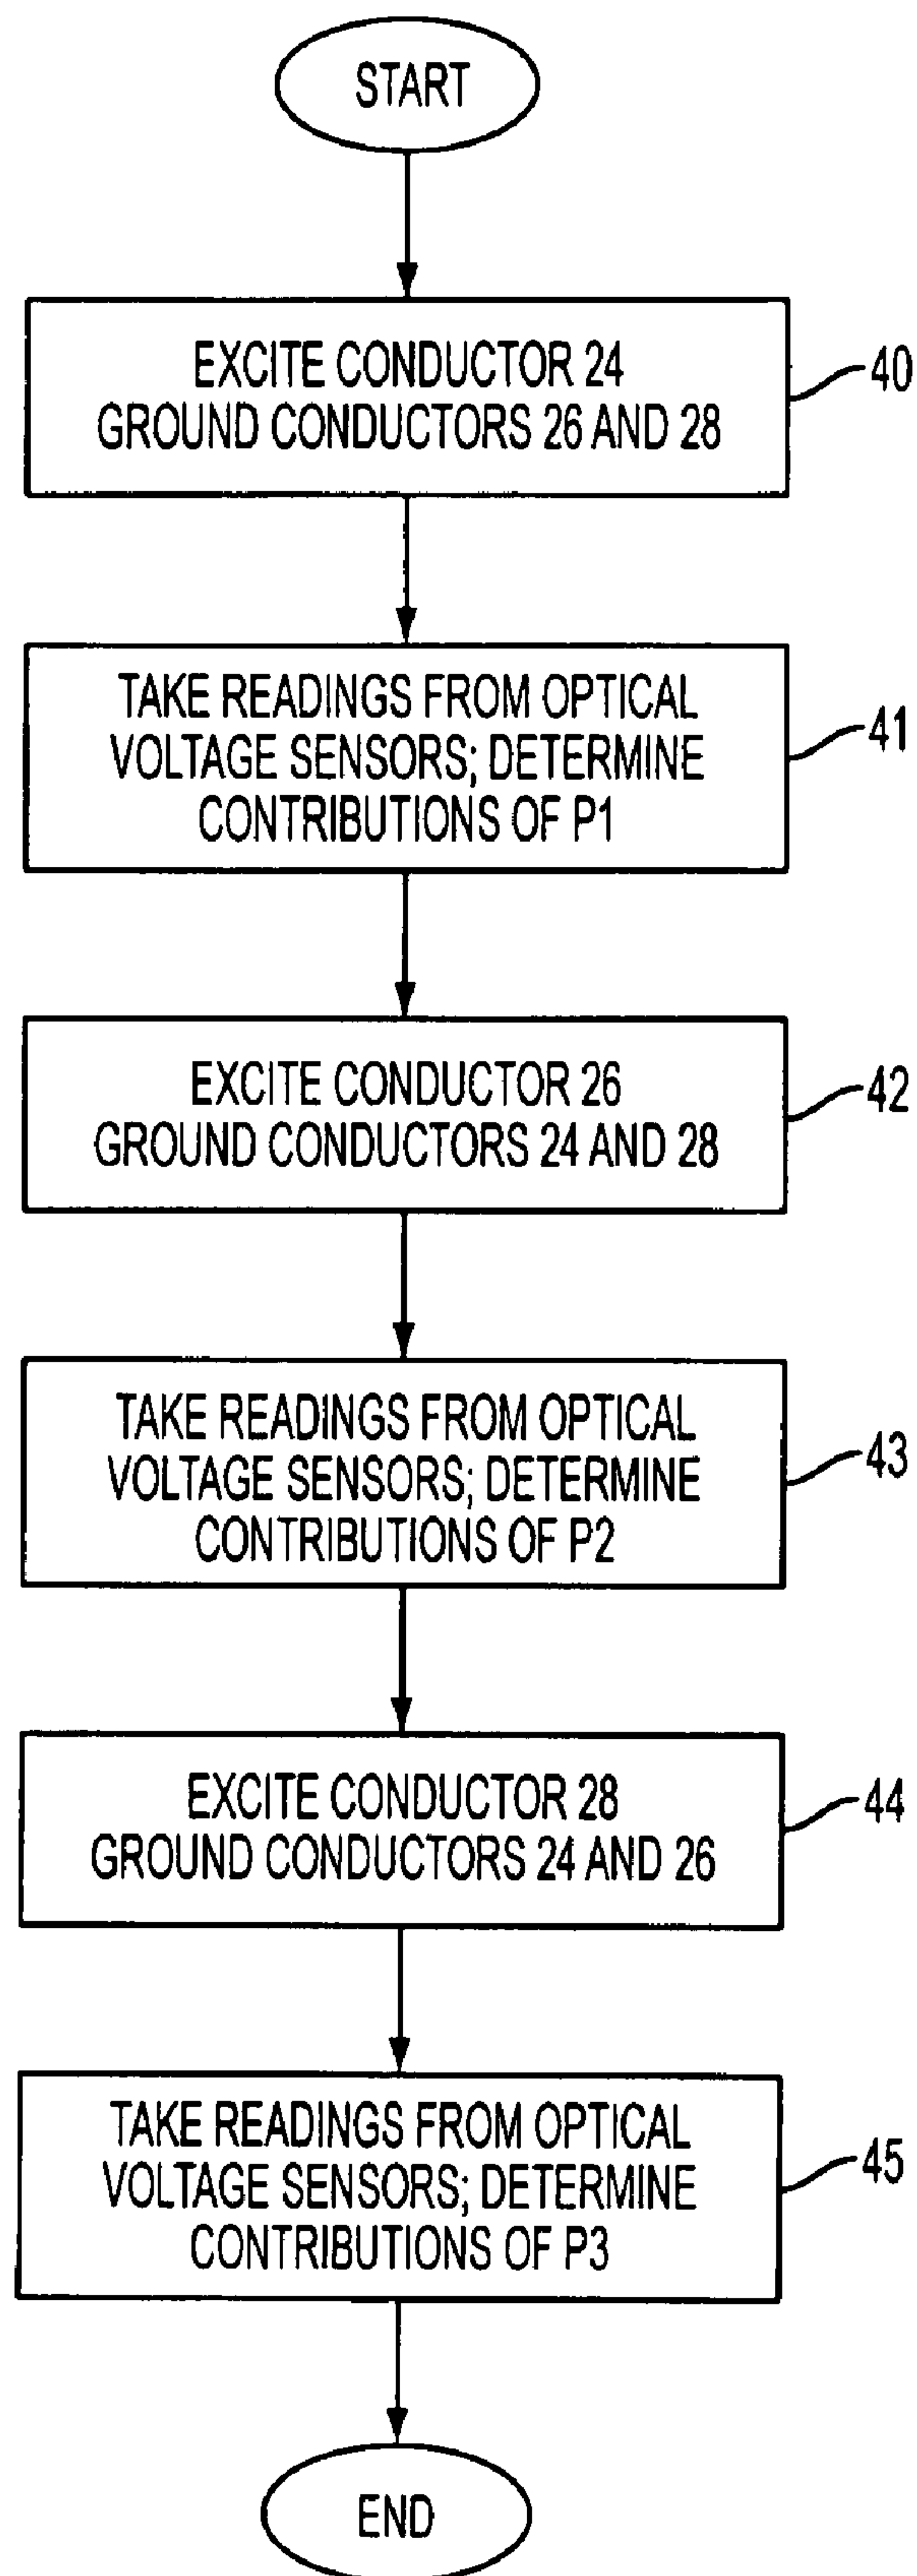 START
EXCITE CONDUCTOR 24
GROUND CONDUCTORS 26 AND 28
40
TAKE READINGS FROM OPTICAL
VOLTAGE SENSORS; DETERMINE
CONTRIBUTIONS OF P1
41
EXCITE CONDUCTOR 26
GROUND CONDUCTORS 24 AND 28
42
TAKE READINGS FROM OPTICAL
VOLTAGE SENSORS; DETERMINE
CONTRIBUTIONS OF P2
43
EXCITE CONDUCTOR 28
GROUND CONDUCTORS 24 AND 26
44
TAKE READINGS FROM OPTICAL
VOLTAGE SENSORS; DETERMINE
CONTRIBUTIONS OF P3
45
END